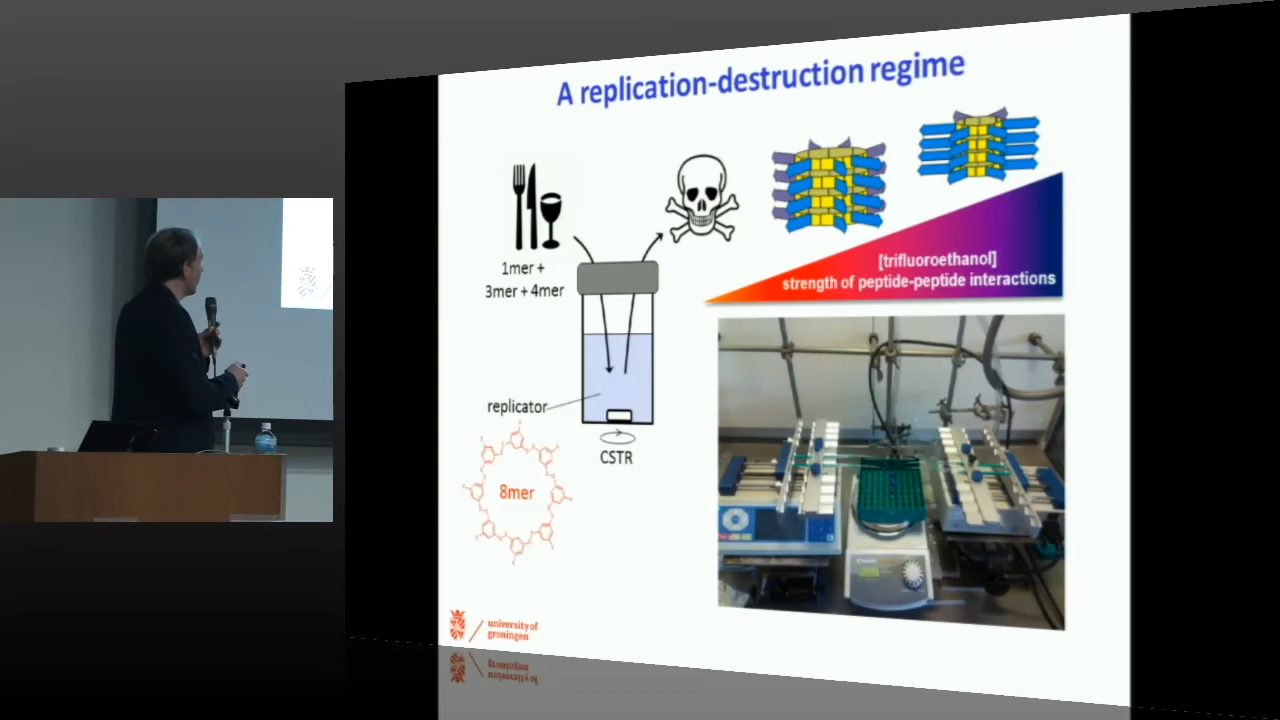 A replication-destruction regime
1mer +
3mer + 4mer
[trifluoroethanol]
strength of peptide-peptide interactions
replicator
CSTR
8mer
university of
groningen